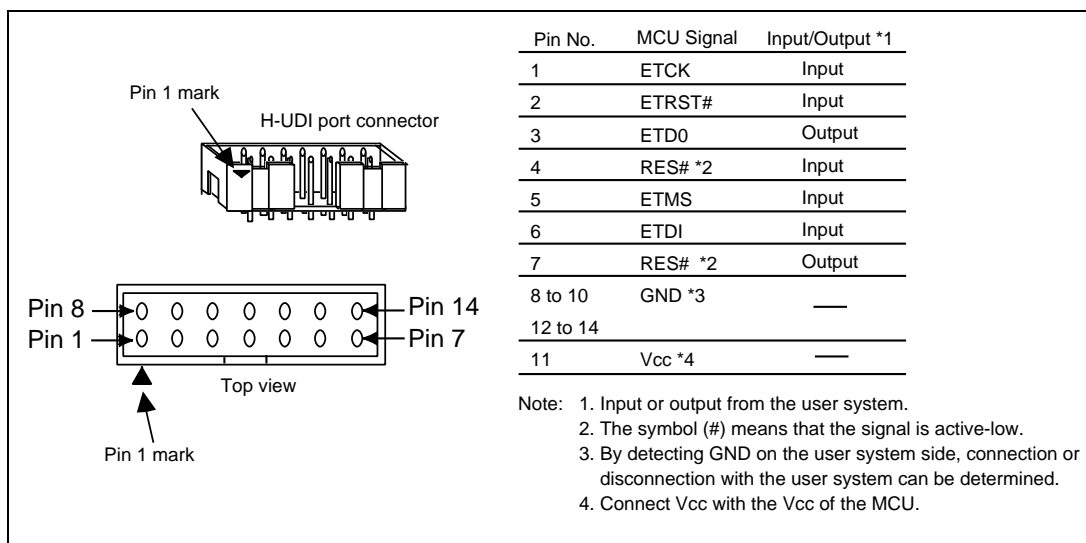 Pin 1 mark
H-UDI port connector
Pin 8
Pin 14
Pin 1
Pin 7
Top view
Pin 1 mark
Pin No. MCU Signal Input/Output *1
1 ETCK Input
2 ETRST# Input
3 ETD0 Output
4 RES# *2 Input
5 ETMS Input
6 ETDI Input
7 RES# *2 Output
8 to 10 GND *3
12 to 14
11 Vcc *4
Note: 1. Input or output from the user system.
2. The symbol (#) means that the signal is active-low.
3. By detecting GND on the user system side, connection or
disconnection with the user system can be determined.
4. Connect Vcc with the Vcc of the MCU.